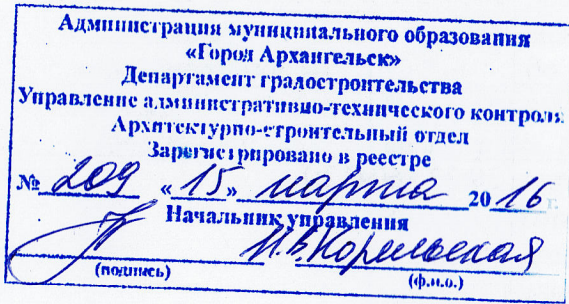 Администрация муниципального образования
«Город Архангельск»
Департамент градостроительства
Управление административно-технического контроля
Архитектурно-строительный отдел
Зарегистрировано в реестре
№ 209 «15» марта 2016 г.
Начальник управления
И.В. Корельская
(подпись) (ф.и.о.)